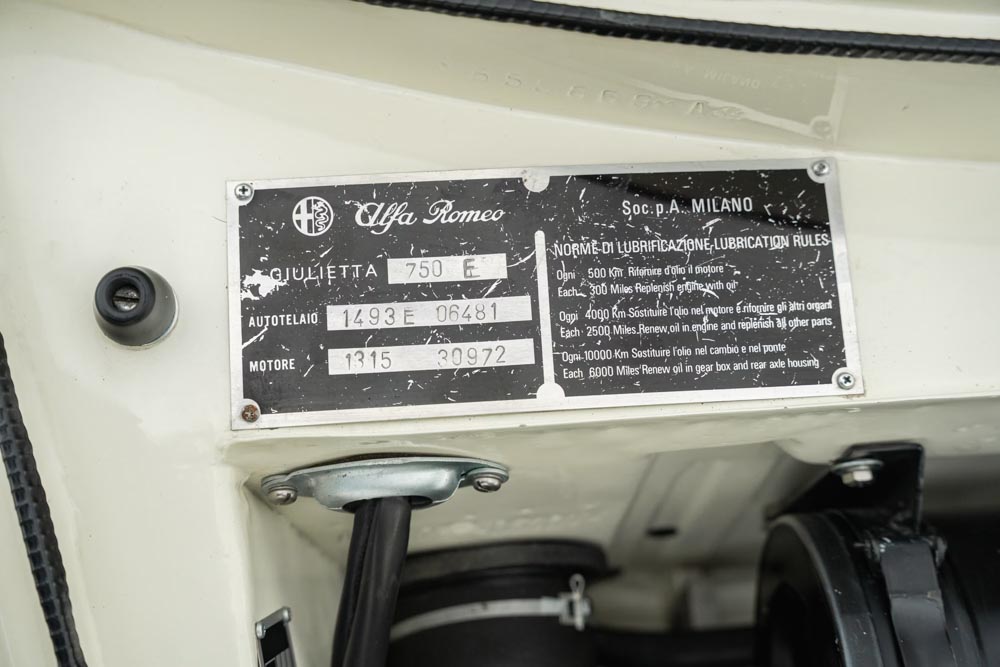 Alfa Romeo
GIULIETTA 750 E
AUTOTELAIO 1493E 06481
MOTORE 1315 30972
Soc. p.A. MILANO
NORME DI LUBRIFICAZIONE-LUBRICATION RULES
Ogni 500 Km Rifornire d'olio il motore
Each 300 Miles Replenish engine with oil
Ogni 4000 Km Sostituire l'olio nel motore e rifornire gli altri organi
Each 2500 Miles Renew oil in engine and replenish all other parts
Ogni 10000 Km Sostituire l'olio nel cambio e nel ponte
Each 6000 Miles Renew oil in gear box and rear axle housing